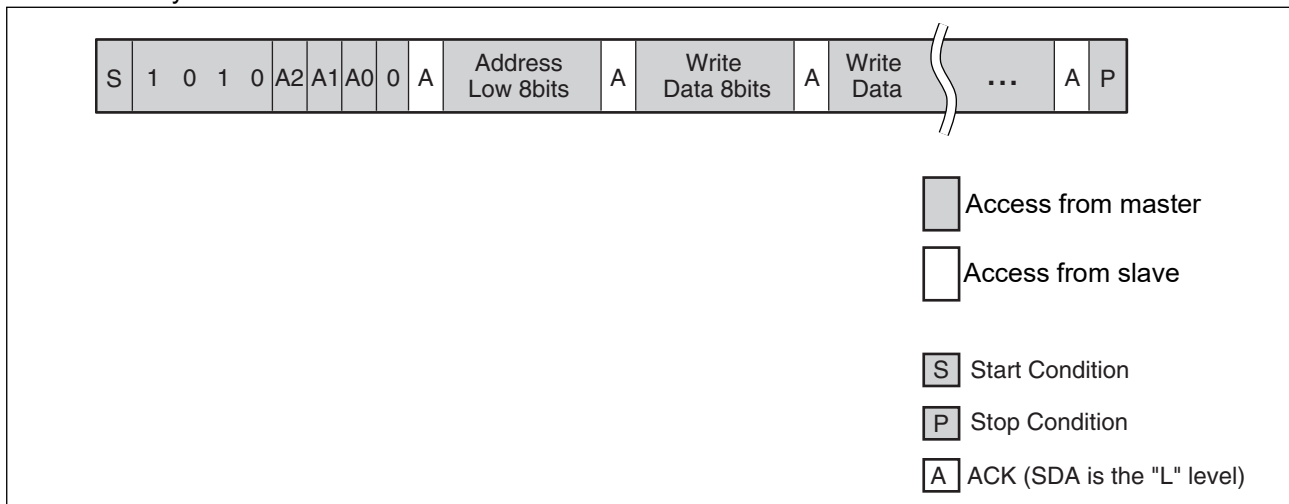 S 1 0 1 0 A2 A1 A0 0 A Address Low 8bits A Write Data 8bits A Write Data ... A P
Access from master
Access from slave
S Start Condition
P Stop Condition
A ACK (SDA is the "L" level)